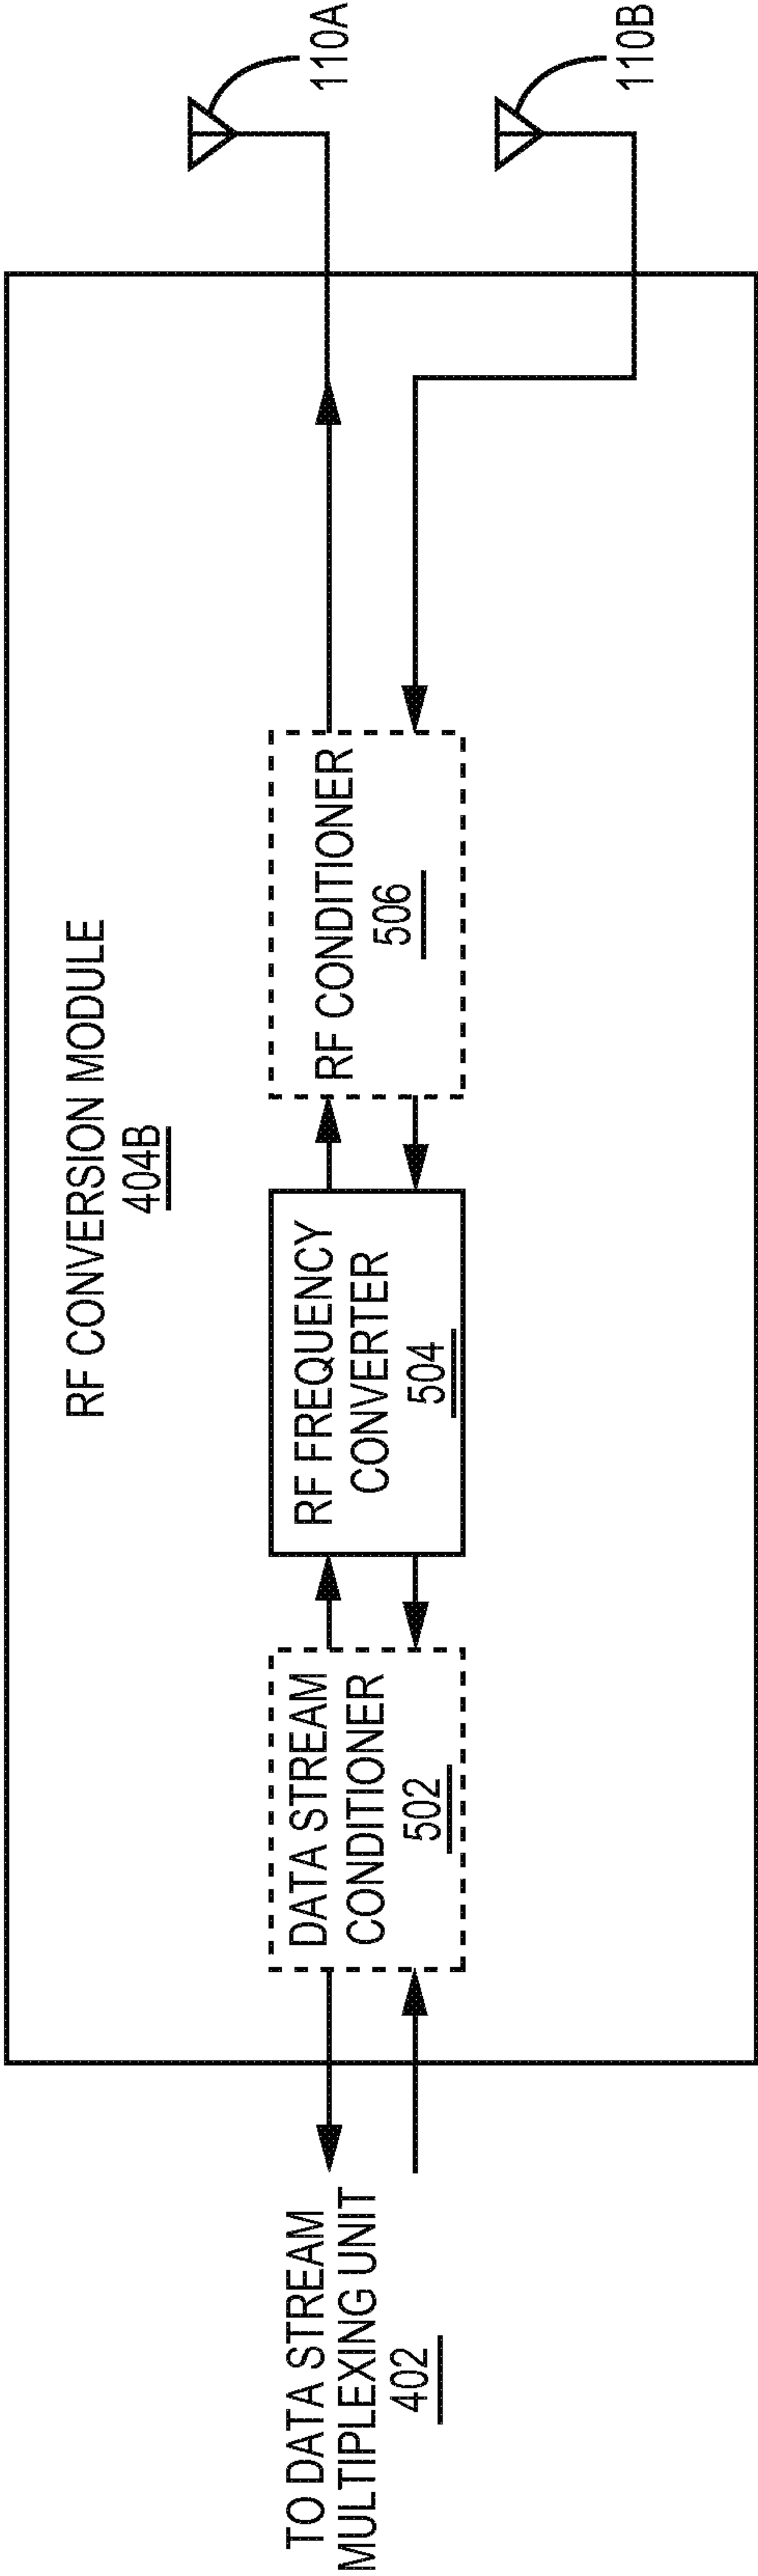 RF CONVERSION MODULE
404B
TO DATA STREAM
MULTIPLEXING UNIT
402
DATA STREAM
CONDITIONER
502
RF FREQUENCY
CONVERTER
504
RF CONDITIONER
506
110A
110B